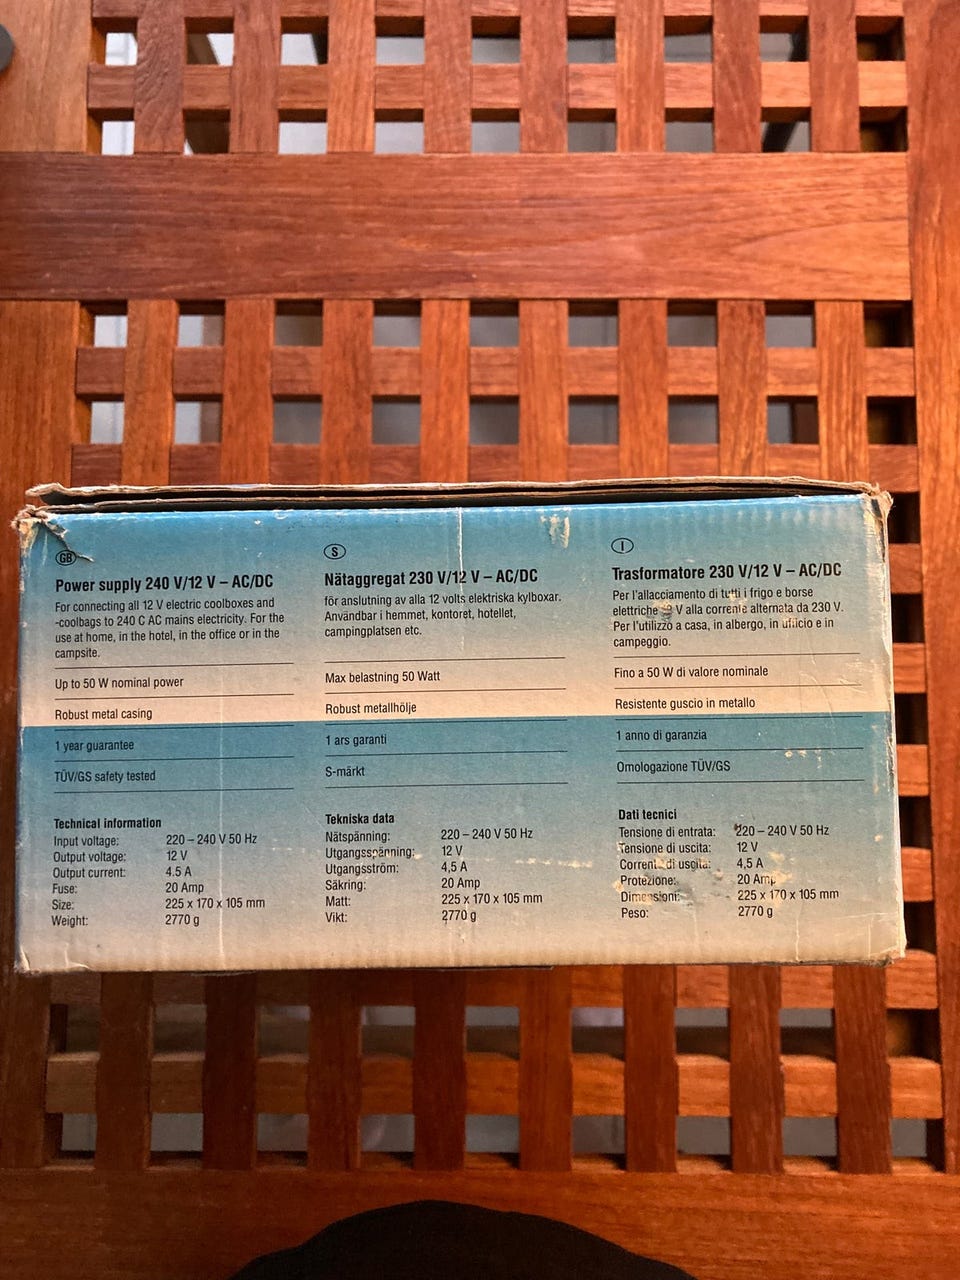 GB
Power supply 240 V/12 V – AC/DC
For connecting all 12 V electric coolboxes and
-coolbags to 240 C AC mains electricity. For the
use at home, in the hotel, in the office or in the
campsite.
Up to 50 W nominal power
Robust metal casing
1 year guarantee
TÜV/GS safety tested
Technical information
Input voltage: 220 – 240 V 50 Hz
Output voltage: 12 V
Output current: 4.5 A
Fuse: 20 Amp
Size: 225 x 170 x 105 mm
Weight: 2770 g
S
Nätaggregat 230 V/12 V – AC/DC
för anslutning av alla 12 volts elektriska kylboxar.
Användbar i hemmet, kontoret, hotellet,
campingplatsen etc.
Max belastning 50 Watt
Robust metallhölje
1 ars garanti
S-märkt
Tekniska data
Nätspänning: 220 – 240 V 50 Hz
Utgangsspänning: 12 V
Utgangsström: 4,5 A
Säkring: 20 Amp
Matt: 225 x 170 x 105 mm
Vikt: 2770 g
I
Trasformatore 230 V/12 V – AC/DC
Per l'allacciamento di tutti i frigo e borse
elettriche V alla corrente alternata da 230 V.
Per l'utilizzo a casa, in albergo, in ufficio e in
campeggio.
Fino a 50 W di valore nominale
Resistente guscio in metallo
1 anno di garanzia
Omologazione TÜV/GS
Dati tecnici
Tensione di entrata: 220 – 240 V 50 Hz
Tensione di uscita: 12 V
Corrent di uscita: 4,5 A
Protezione: 20 Amp
Dimensioni: 225 x 170 x 105 mm
Peso: 2770 g